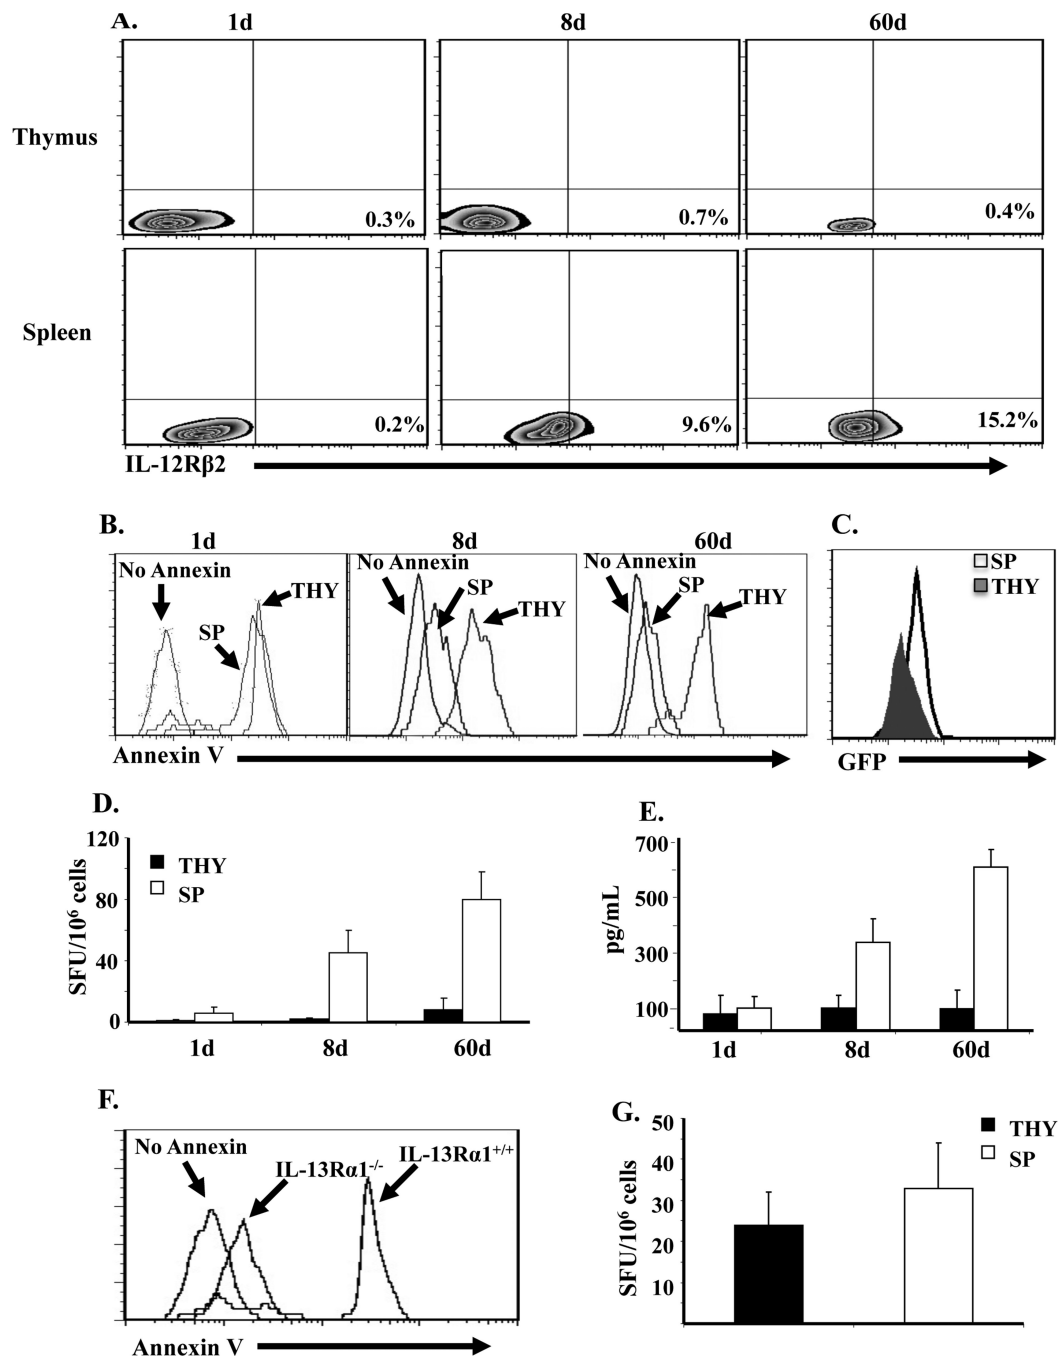 A.
1d 8d 60d
Thymus
0.3% 0.7% 0.4%
Spleen
0.2% 9.6% 15.2%
IL-12Rβ2
B.
1d 8d 60d
No Annexin
THY
SP
No Annexin
SP
THY
No Annexin
SP
THY
Annexin V
C.
SP
THY
GFP
D.
SFU/10⁶ cells
120
80
40
0
THY
SP
1d 8d 60d
E.
pg/mL
700
500
300
100
1d 8d 60d
F.
No Annexin
IL-13Rα1⁻/⁻
IL-13Rα1⁺/⁺
Annexin V
G.
SFU/10⁶ cells
50
40
30
20
10
THY
SP